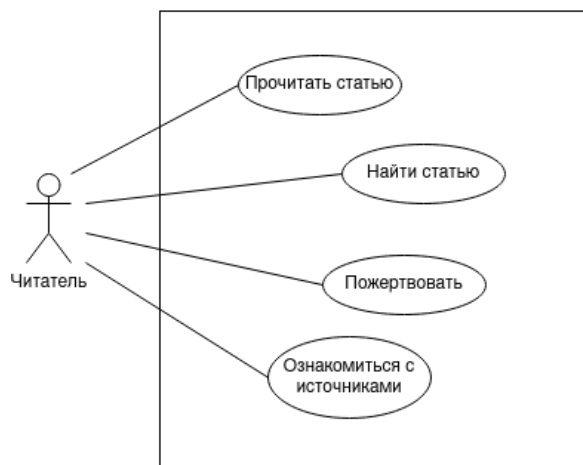 Прочитать статью
Найти статью
Читатель
Пожертвовать
Ознакомиться с
источниками